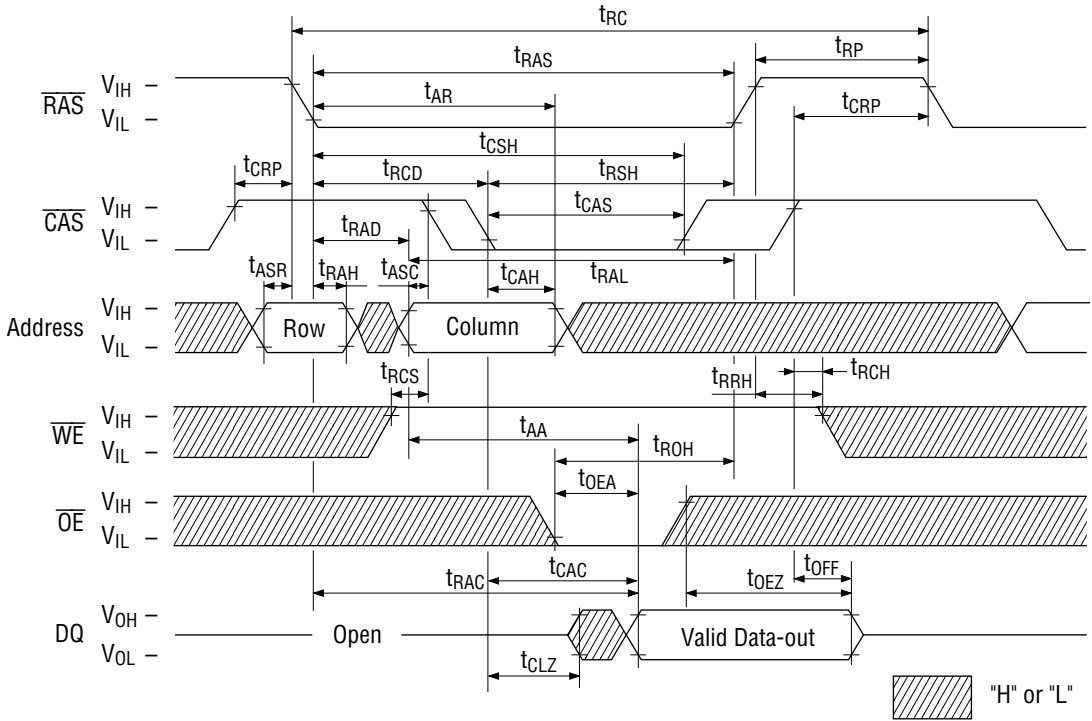 tRC
tRAS
tRP
tAR
tCRP
RAS
VIH –
VIL –
tCSH
tCRP
tRCD
tRSH
tCAS
CAS
VIH –
VIL –
tRAD
tRAL
tASR
tRAH
tASC
tCAH
Address
VIH –
VIL –
Row
Column
tRCS
tRRH
tRCH
WE
VIH –
VIL –
tAA
tROH
tOEA
OE
VIH –
VIL –
tCAC
tRAC
tOEZ
tOFF
DQ
VOH –
VOL –
Open
Valid Data-out
tCLZ
"H" or "L"